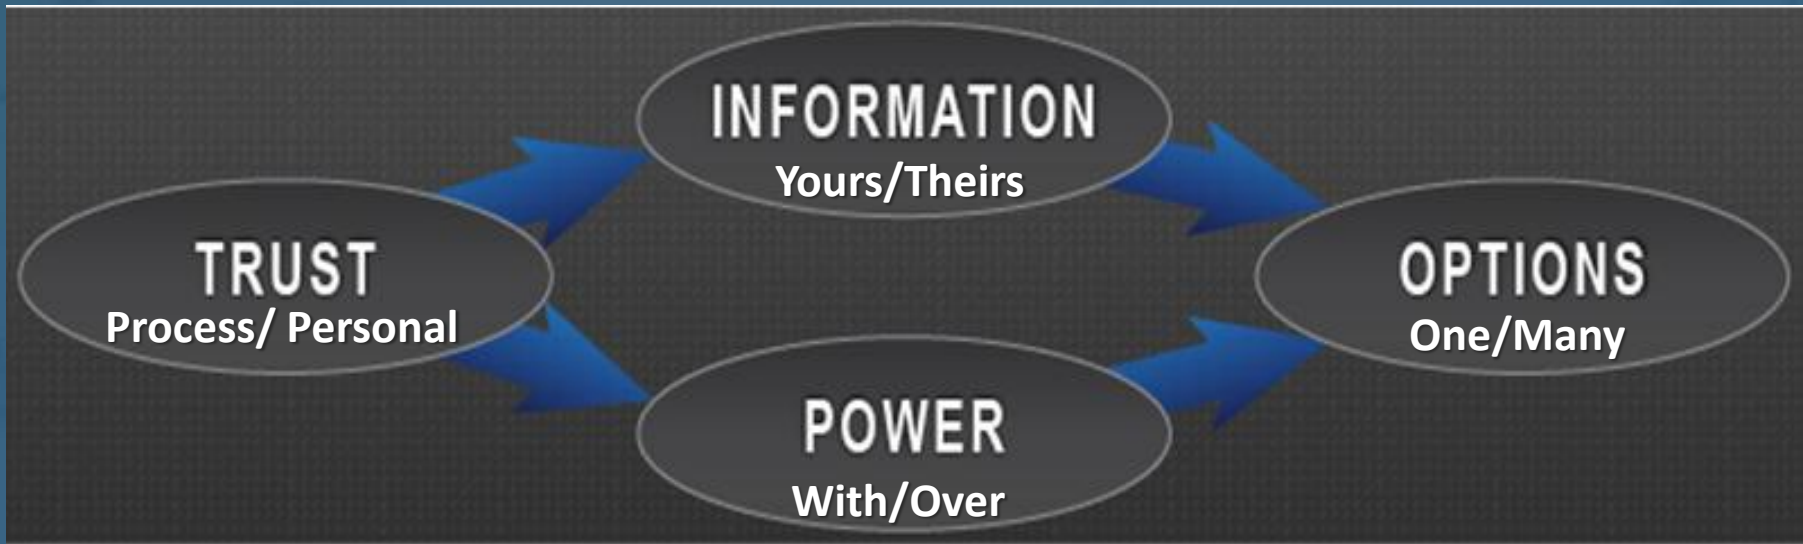 INFORMATION
Yours/Theirs
TRUST
Process/ Personal
OPTIONS
One/Many
POWER
With/Over